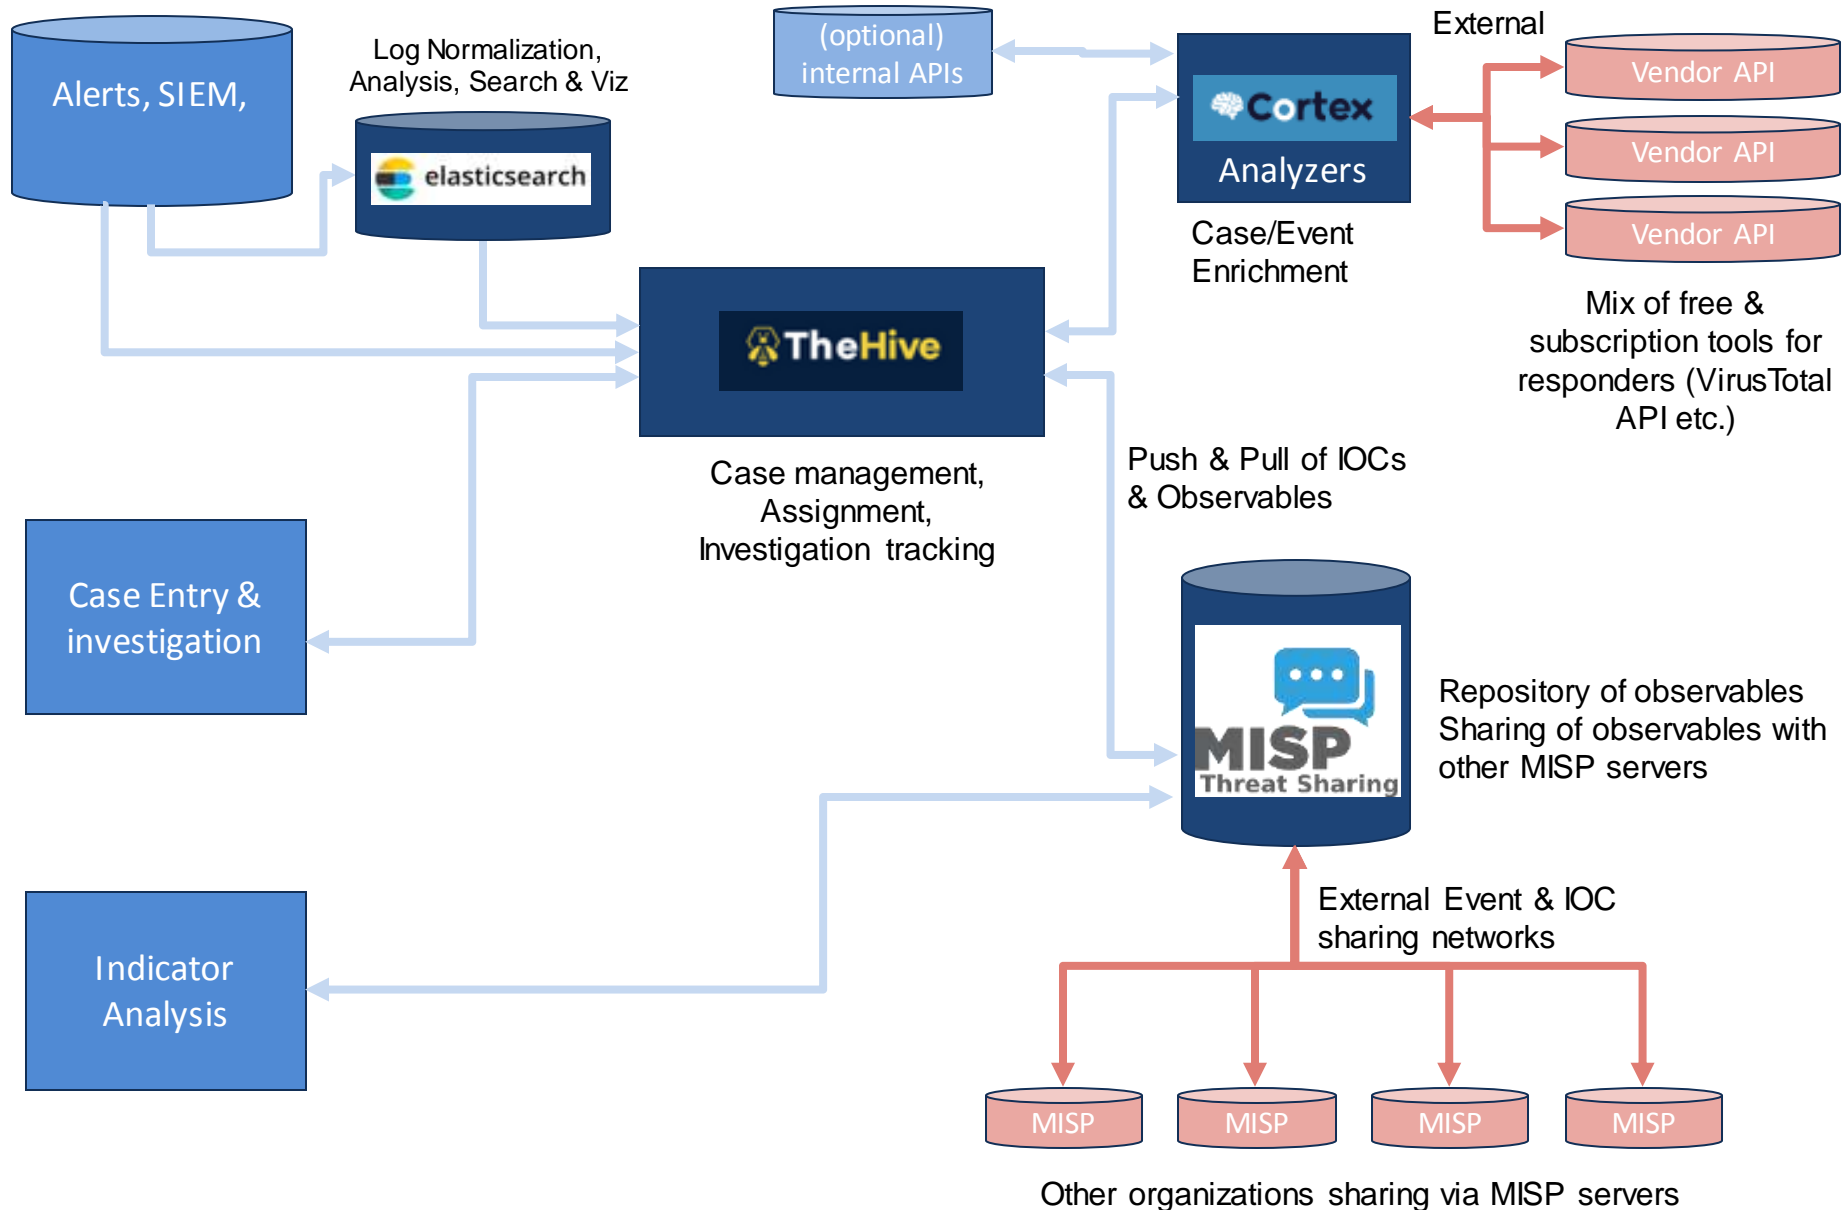 Alerts, SIEM,
Log Normalization,
Analysis, Search & Viz
elasticsearch
(optional)
internal APIs
Cortex
Analyzers
Case/Event
Enrichment
External
Vendor API
Vendor API
Vendor API
Mix of free &
subscription tools for
responders (VirusTotal
API etc.)
TheHive
Case management,
Assignment,
Investigation tracking
Push & Pull of IOCs
& Observables
Case Entry &
investigation
MISP
Threat Sharing
Repository of observables
Sharing of observables with
other MISP servers
Indicator
Analysis
External Event & IOC
sharing networks
MISP
MISP
MISP
MISP
Other organizations sharing via MISP servers